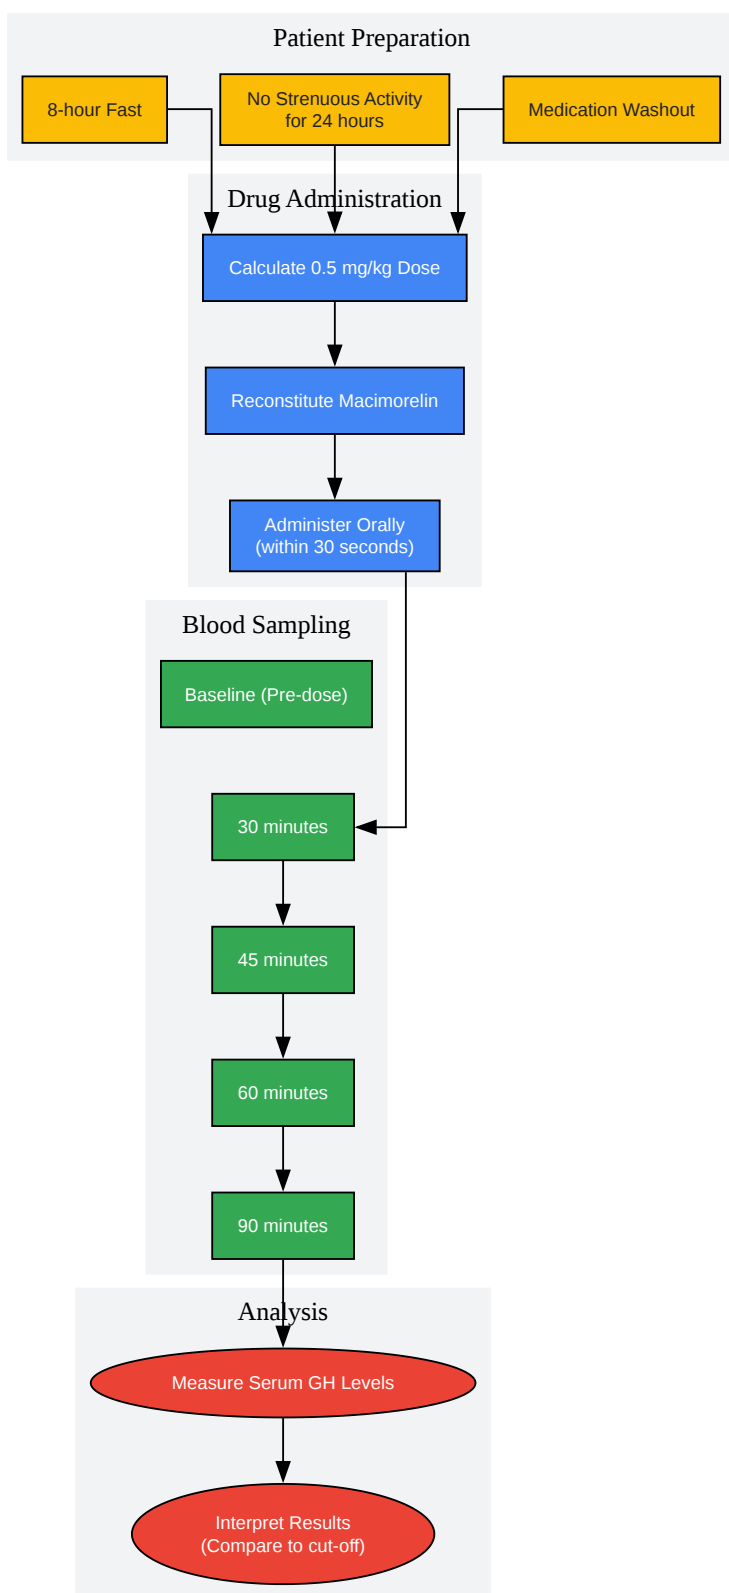 Patient Preparation
8-hour Fast
No Strenuous Activity
for 24 hours
Medication Washout
Drug Administration
Calculate 0.5 mg/kg Dose
Reconstitute Macimorelin
Administer Orally
(within 30 seconds)
Blood Sampling
Baseline (Pre-dose)
30 minutes
45 minutes
60 minutes
90 minutes
Analysis
Measure Serum GH Levels
Interpret Results
(Compare to cut-off)